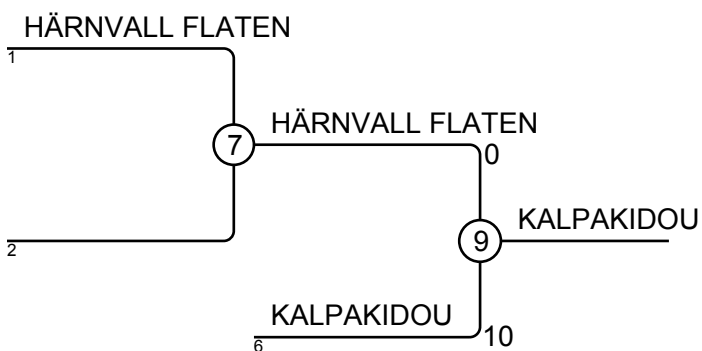 HÄRNVALL FLATEN
1
7
HÄRNVALL FLATEN
0
2
9
KALPAKIDOU
KALPAKIDOU
6
10